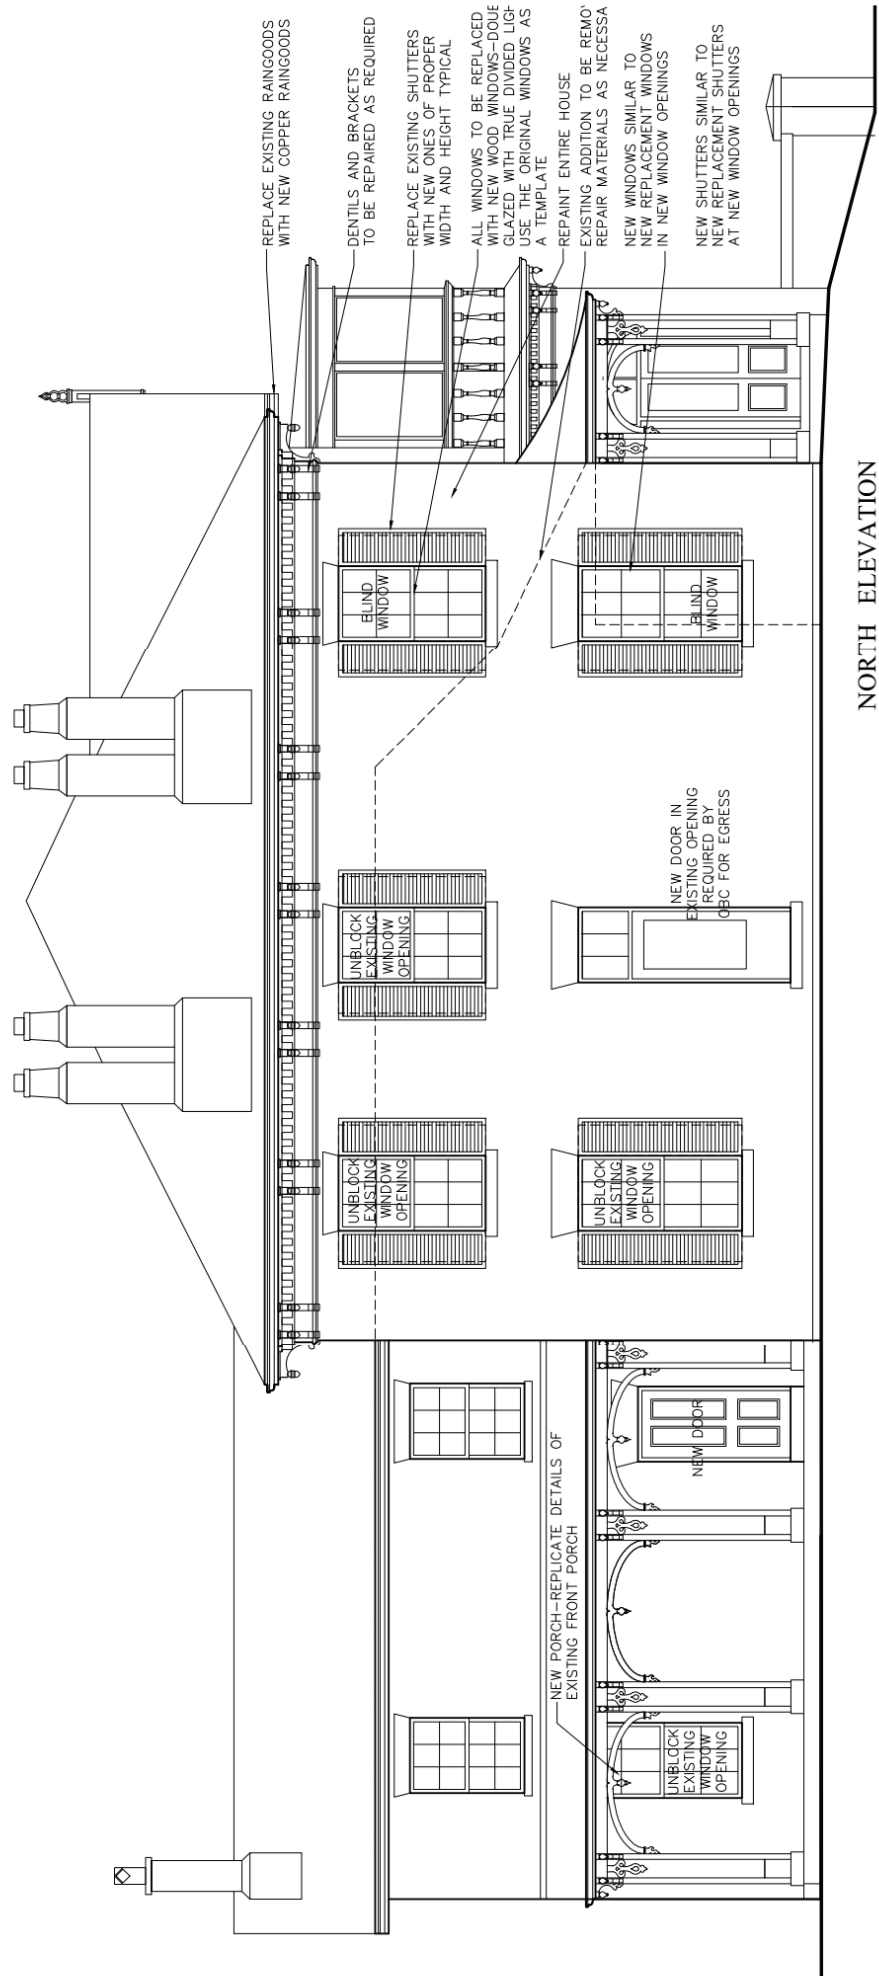 REPLACE EXISTING RAINGOODS
WITH NEW COPPER RAINGOODS
DENTILS AND BRACKETS
TO BE REPAIRED AS REQUIRED
REPLACE EXISTING SHUTTERS
WITH NEW ONES OF PROPER
WIDTH AND HEIGHT TYPICAL
ALL WINDOWS TO BE REPLACED
WITH NEW WOOD WINDOWS-DOUB
GLAZED WITH TRUE DIVIDED LIGH
USE THE ORIGINAL WINDOWS AS
A TEMPLATE
REPAINT ENTIRE HOUSE
EXISTING ADDITION TO BE REMOV
REPAIR MATERIALS AS NECESSA
NEW WINDOWS SIMILAR TO
NEW REPLACEMENT WINDOWS
IN NEW WINDOW OPENINGS
NEW SHUTTERS SIMILAR TO
NEW REPLACEMENT SHUTTERS
AT NEW WINDOW OPENINGS
UNBLOCK
EXISTING
WINDOW
OPENING
UNBLOCK
EXISTING
WINDOW
OPENING
BLIND
WINDOW
UNBLOCK
EXISTING
WINDOW
OPENING
NEW DOOR IN
EXISTING OPENING
REQUIRED BY
OBC FOR EGRESS
BLIND
WINDOW
NEW PORCH-REPLICATE DETAILS OF
EXISTING FRONT PORCH
UNBLOCK
EXISTING
WINDOW
OPENING
NEW DOOR
NORTH ELEVATION